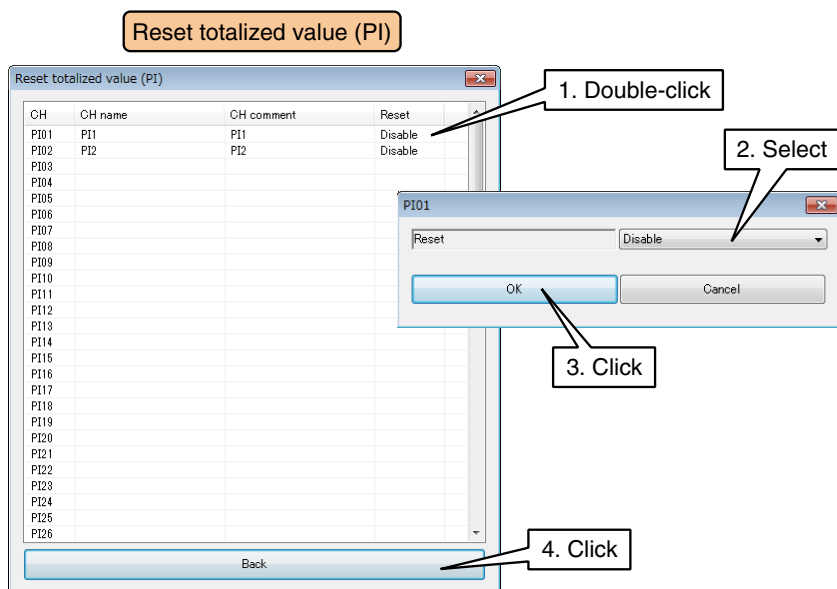 Reset totalized value (PI)
Reset totalized value (PI)
1. Double-click
CH CH name CH comment Reset
PI01 PI1 PI1 Disable
PI02 PI2 PI2 Disable
2. Select
PI03
PI04
PI05
PI01
PI06
PI07
Reset Disable
PI08
PI09
PI10
OK Cancel
PI11
PI12
PI13
PI14
PI15
3. Click
PI16
PI17
PI18
PI19
PI20
PI21
PI22
PI23
PI24
PI25
PI26
4. Click
Back